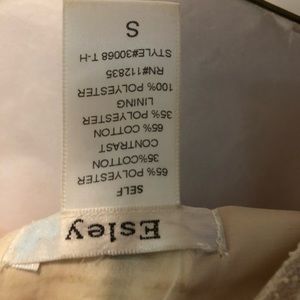 Esley
SELF
65% POLYESTER
35%COTTON
CONTRAST
65% COTTON
35% POLYESTER
LINING
100% POLYESTER
RN#112835
STYLE#30068 T-H
S